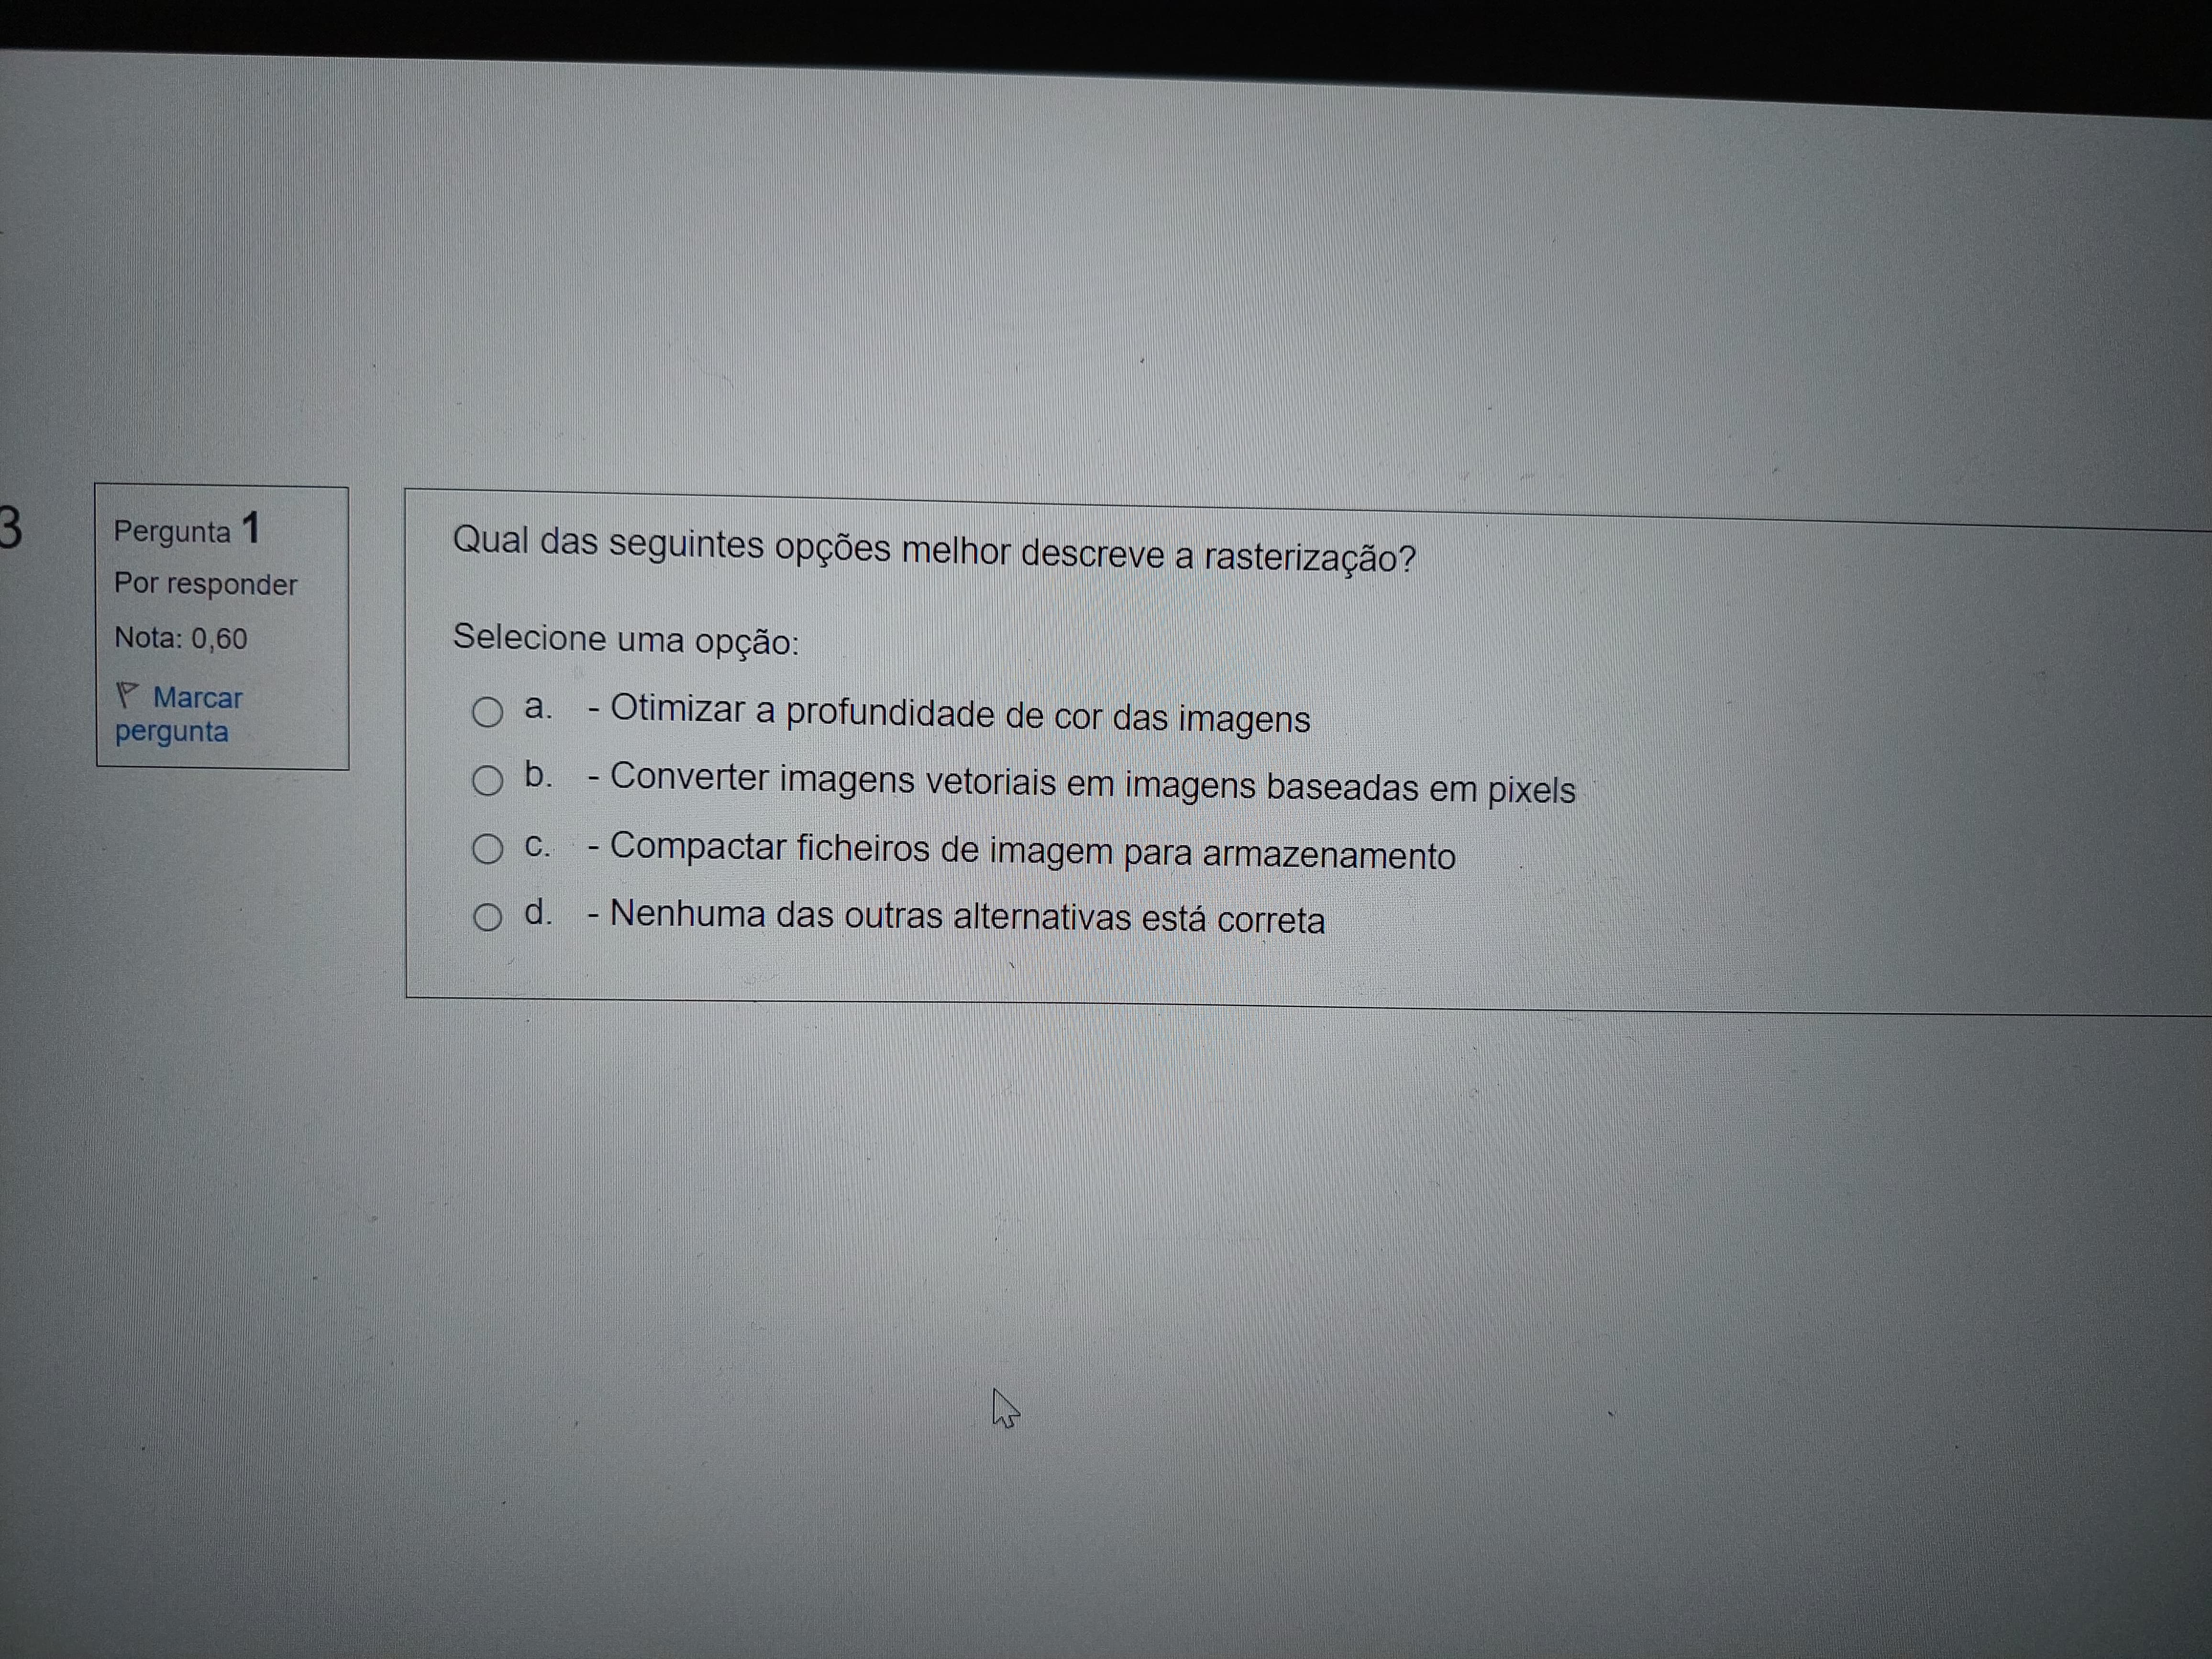 3
Pergunta 1
Por responder
Nota: 0,60
Marcar
pergunta
Qual das seguintes opções melhor descreve a rasterização?
Selecione uma opção:
a. - Otimizar a profundidade de cor das imagens
b. - Converter imagens vetoriais em imagens baseadas em pixels
c. - Compactar ficheiros de imagem para armazenamento
d. - Nenhuma das outras alternativas está correta